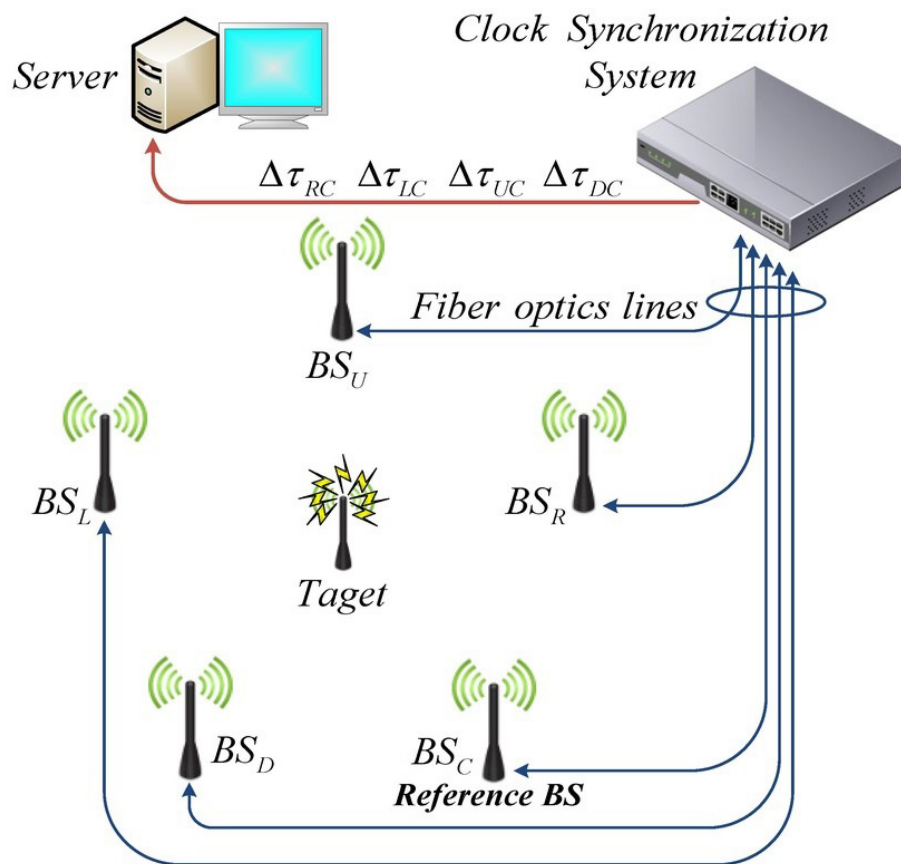 Clock Synchronization
System
Server
Δτ_RC Δτ_LC Δτ_UC Δτ_DC
Fiber optics lines
BS_U
BS_L
BS_R
Taget
BS_D
BS_C
Reference BS